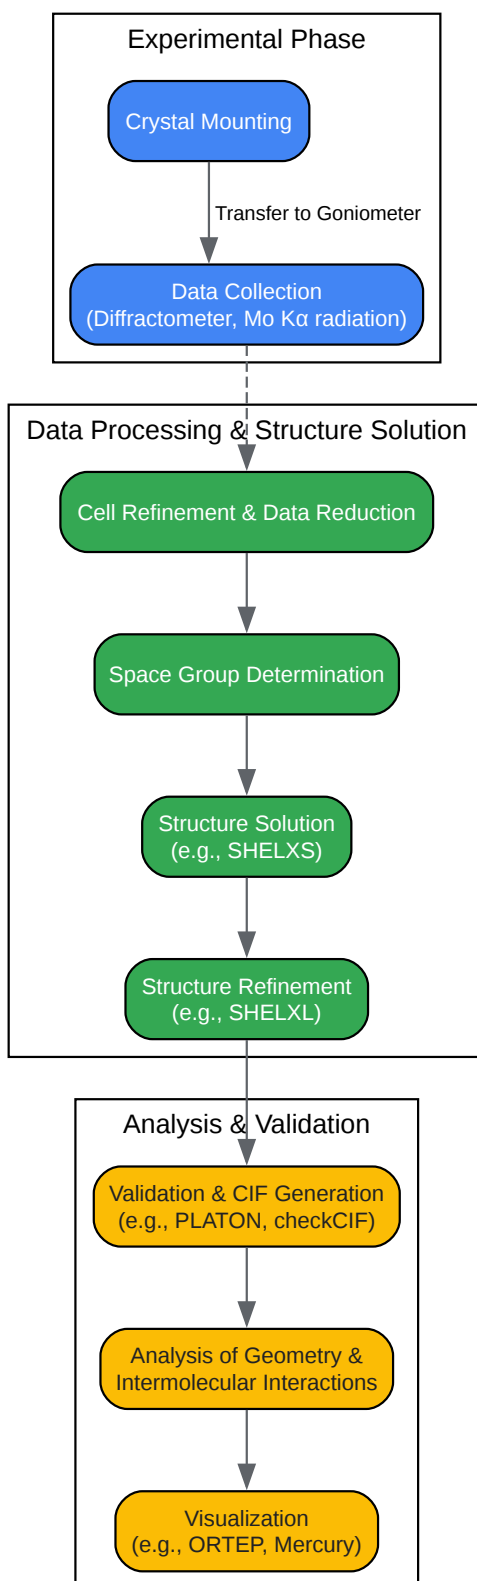 Experimental Phase
Crystal Mounting
Transfer to Goniometer
Data Collection
(Diffractometer, Mo Kα radiation)
Data Processing & Structure Solution
Cell Refinement & Data Reduction
Space Group Determination
Structure Solution
(e.g., SHELXS)
Structure Refinement
(e.g., SHELXL)
Analysis & Validation
Validation & CIF Generation
(e.g., PLATON, checkCIF)
Analysis of Geometry &
Intermolecular Interactions
Visualization
(e.g., ORTEP, Mercury)